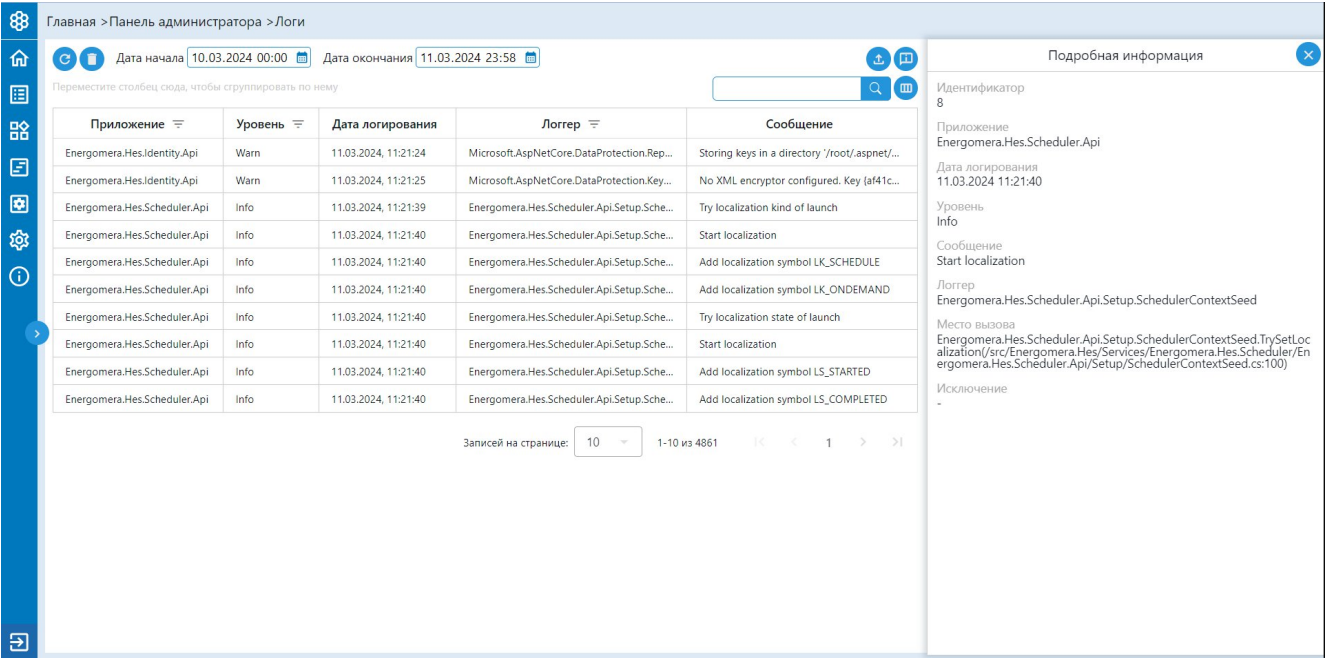 Главная >Панель администратора >Логи
Дата начала 10.03.2024 00:00 Дата окончания 11.03.2024 23:58
Переместите столбец сюда, чтобы сгруппировать по нему
Приложение Уровень Дата логирования Логгер Сообщение
Energomera.Hes.Identity.Api Warn 11.03.2024, 11:21:24 Microsoft.AspNetCore.DataProtection.Rep... Storing keys in a directory '/root/.aspnet/...
Energomera.Hes.Identity.Api Warn 11.03.2024, 11:21:25 Microsoft.AspNetCore.DataProtection.Key... No XML encryptor configured. Key {af41c...
Energomera.Hes.Scheduler.Api Info 11.03.2024, 11:21:39 Energomera.Hes.Scheduler.Api.Setup.Sche... Try localization kind of launch
Energomera.Hes.Scheduler.Api Info 11.03.2024, 11:21:40 Energomera.Hes.Scheduler.Api.Setup.Sche... Start localization
Energomera.Hes.Scheduler.Api Info 11.03.2024, 11:21:40 Energomera.Hes.Scheduler.Api.Setup.Sche... Add localization symbol LK_SCHEDULE
Energomera.Hes.Scheduler.Api Info 11.03.2024, 11:21:40 Energomera.Hes.Scheduler.Api.Setup.Sche... Add localization symbol LK_ONDEMAND
Energomera.Hes.Scheduler.Api Info 11.03.2024, 11:21:40 Energomera.Hes.Scheduler.Api.Setup.Sche... Try localization state of launch
Energomera.Hes.Scheduler.Api Info 11.03.2024, 11:21:40 Energomera.Hes.Scheduler.Api.Setup.Sche... Start localization
Energomera.Hes.Scheduler.Api Info 11.03.2024, 11:21:40 Energomera.Hes.Scheduler.Api.Setup.Sche... Add localization symbol LS_STARTED
Energomera.Hes.Scheduler.Api Info 11.03.2024, 11:21:40 Energomera.Hes.Scheduler.Api.Setup.Sche... Add localization symbol LS_COMPLETED
Записей на странице: 10 1-10 из 4861 1
Подробная информация
Идентификатор
8
Приложение
Energomera.Hes.Scheduler.Api
Дата логирования
11.03.2024 11:21:40
Уровень
Info
Сообщение
Start localization
Логгер
Energomera.Hes.Scheduler.Api.Setup.SchedulerContextSeed
Место вызова
Energomera.Hes.Scheduler.Api.Setup.SchedulerContextSeed.TrySetLoc
alization(/src/Energomera.Hes/Services/Energomera.Hes.Scheduler/En
ergomera.Hes.Scheduler.Api/Setup/SchedulerContextSeed.cs:100)
Исключение
-